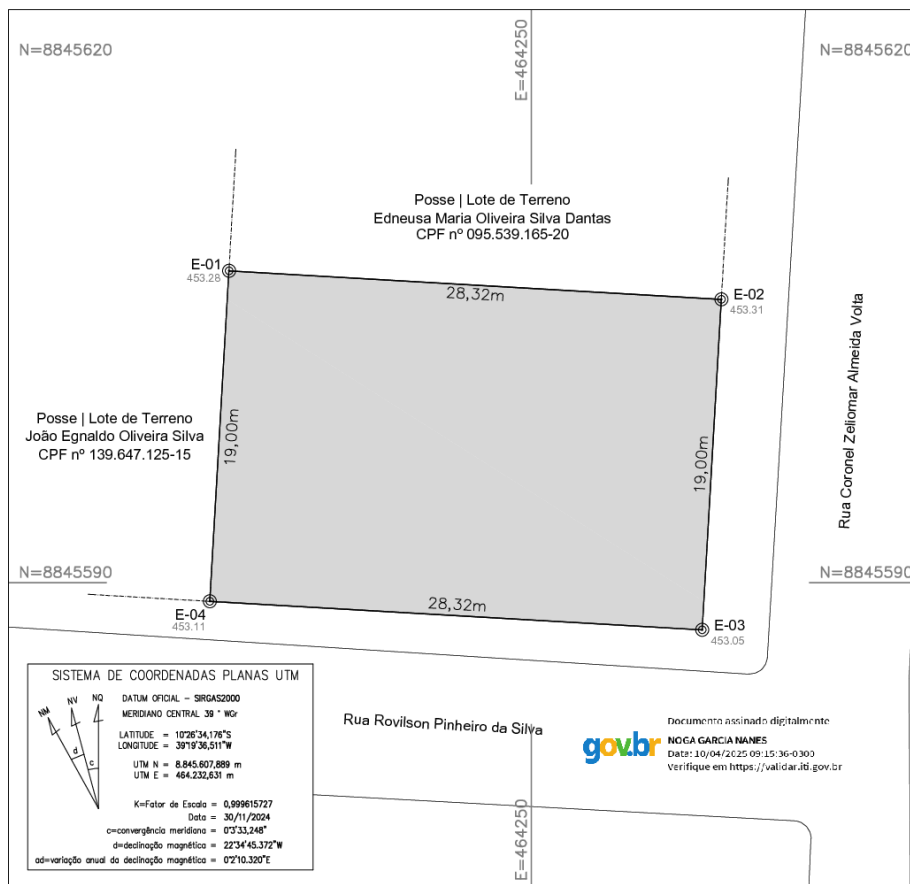 N=8845620
E=464250
N=8845620
Posse | Lote de Terreno
Edneusa Maria Oliveira Silva Dantas
CPF nº 095.539.165-20
E-01
453.28
28,32m
E-02
453.31
Rua Coronel Zeliomar Almeida Volta
Posse | Lote de Terreno
João Egnaldo Oliveira Silva
CPF nº 139.647.125-15
19,00m
19,00m
N=8845590
N=8845590
E-04
453.11
28,32m
E-03
453.05
SISTEMA DE COORDENADAS PLANAS UTM
NM
NV
NQ
d
c
DATUM OFICIAL - SIRGAS2000
MERIDIANO CENTRAL 39 ° WGr
LATITUDE = 10°26'34,176"S
LONGITUDE = 39°19'36,511"W
UTM N = 8.845.607,889 m
UTM E = 464.232,631 m
K=Fator de Escala = 0,999615727
Data = 30/11/2024
c=convergência meridiana = 0°3'33,248"
d=declinação magnética = 22°34'45.372"W
ad=variação anual da declinação magnética = 0°2'10.320"E
Rua Rovilson Pinheiro da Silva
gov.br
Documento assinado digitalmente
NOGA GARCIA NANES
Data: 10/04/2025 09:15:36-0300
Verifique em https://validar.iti.gov.br
E=464250